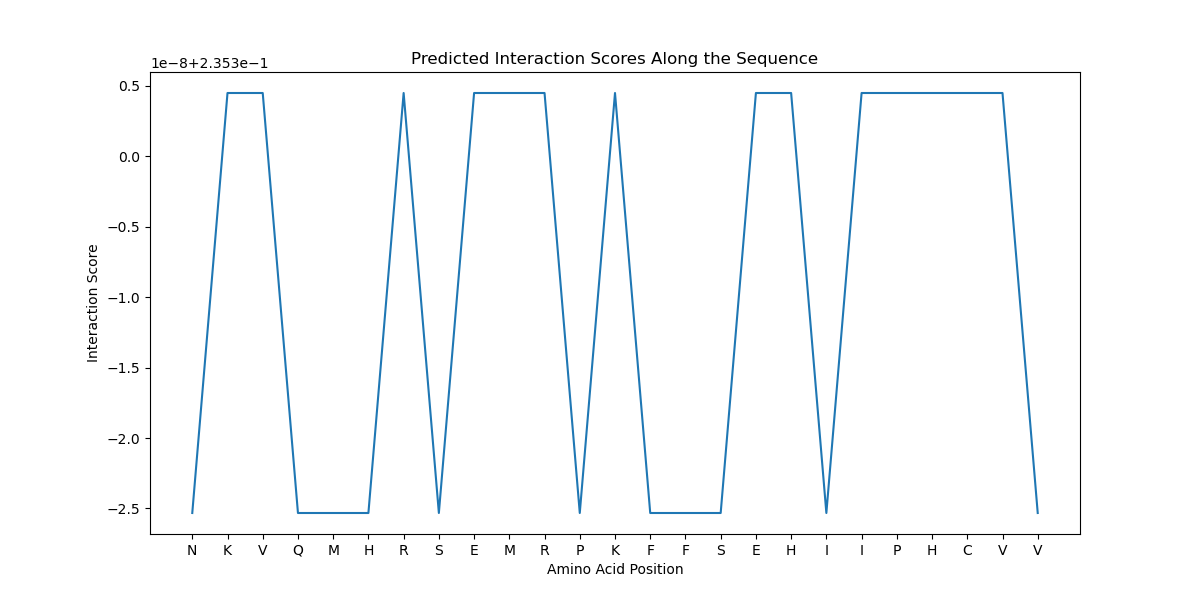 Predicted Interaction Scores Along the Sequence
1e−8+2.353e−1
0.5
0.0
−0.5
−1.0
−1.5
−2.0
−2.5
Interaction Score
N K V Q M H R S E M R P K F F S E H I I P H C V V
Amino Acid Position